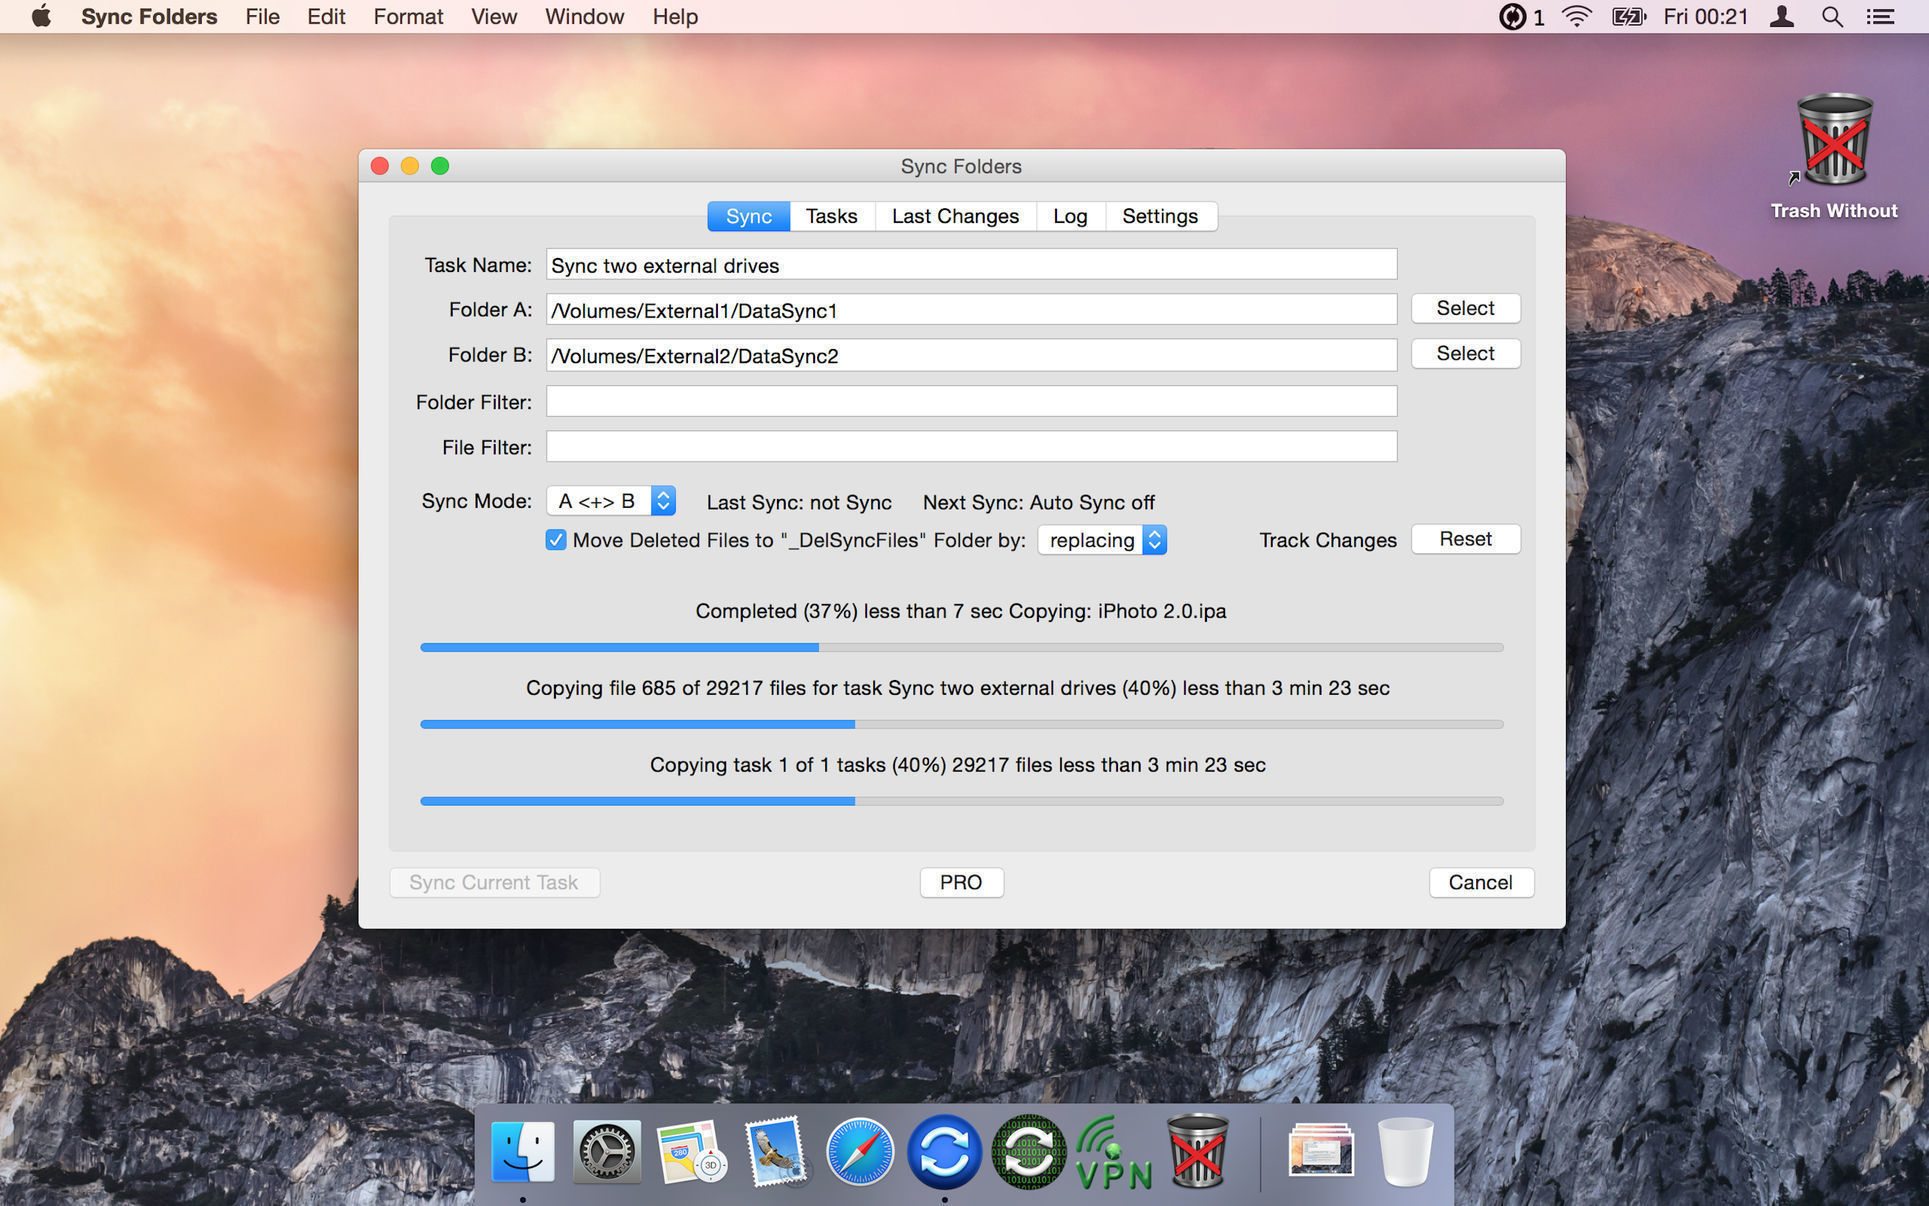 Sync Folders File Edit Format View Window Help 1 Fri 00:21
Trash Without
Sync Folders
Sync Tasks Last Changes Log Settings
Task Name: Sync two external drives
Folder A: /Volumes/External1/DataSync1 Select
Folder B: /Volumes/External2/DataSync2 Select
Folder Filter:
File Filter:
Sync Mode: A <+> B Last Sync: not Sync Next Sync: Auto Sync off
Move Deleted Files to "_DelSyncFiles" Folder by: replacing Track Changes Reset
Completed (37%) less than 7 sec Copying: iPhoto 2.0.ipa
Copying file 685 of 29217 files for task Sync two external drives (40%) less than 3 min 23 sec
Copying task 1 of 1 tasks (40%) 29217 files less than 3 min 23 sec
Sync Current Task PRO Cancel
280
3D
VPN